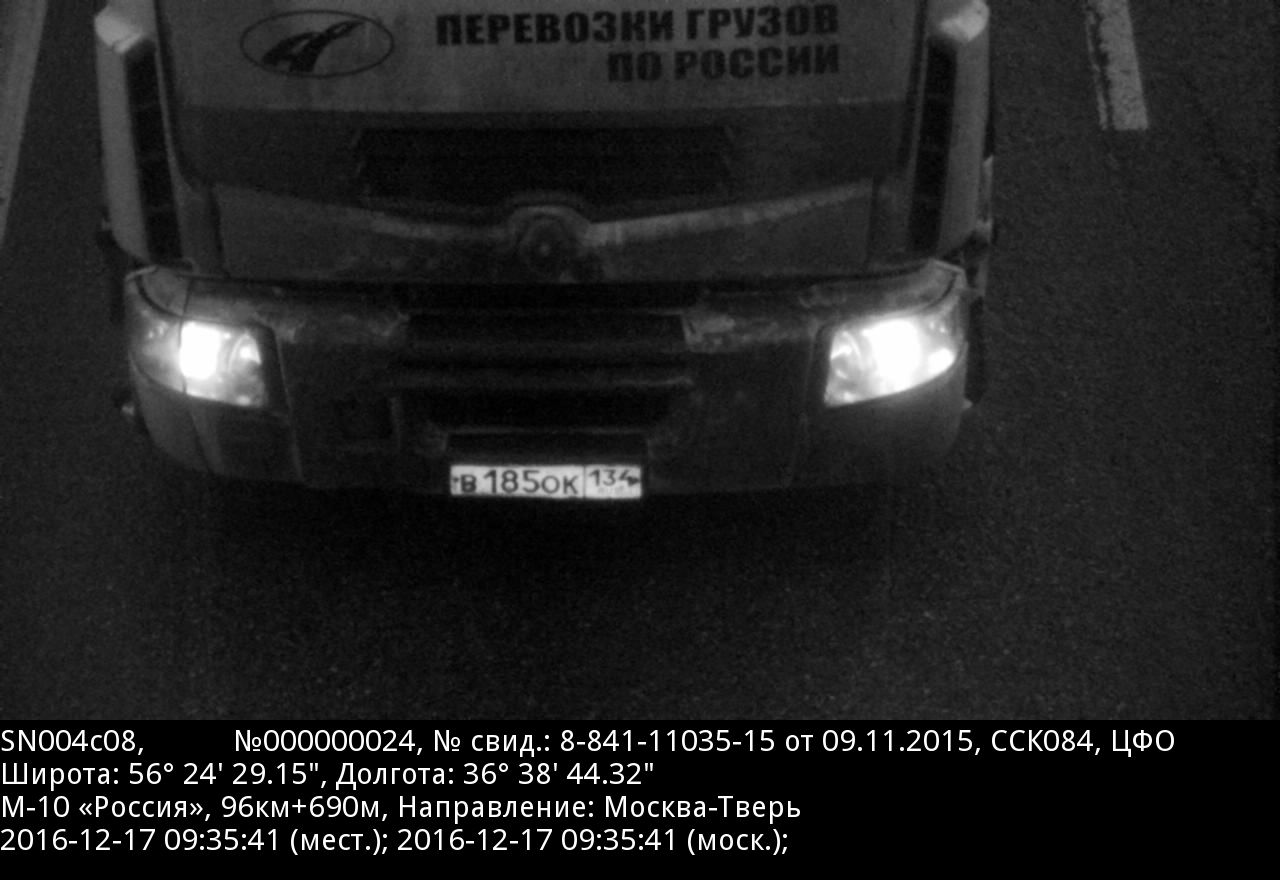 ПЕРЕВОЗКИ ГРУЗОВ
ПО РОССИИ
В185ОК 134
SN004c08, №000000024, № свид.: 8-841-11035-15 от 09.11.2015, ССК084, ЦФО
Широта: 56° 24' 29.15", Долгота: 36° 38' 44.32"
М-10 «Россия», 96км+690м, Направление: Москва-Тверь
2016-12-17 09:35:41 (мест.); 2016-12-17 09:35:41 (моск.);